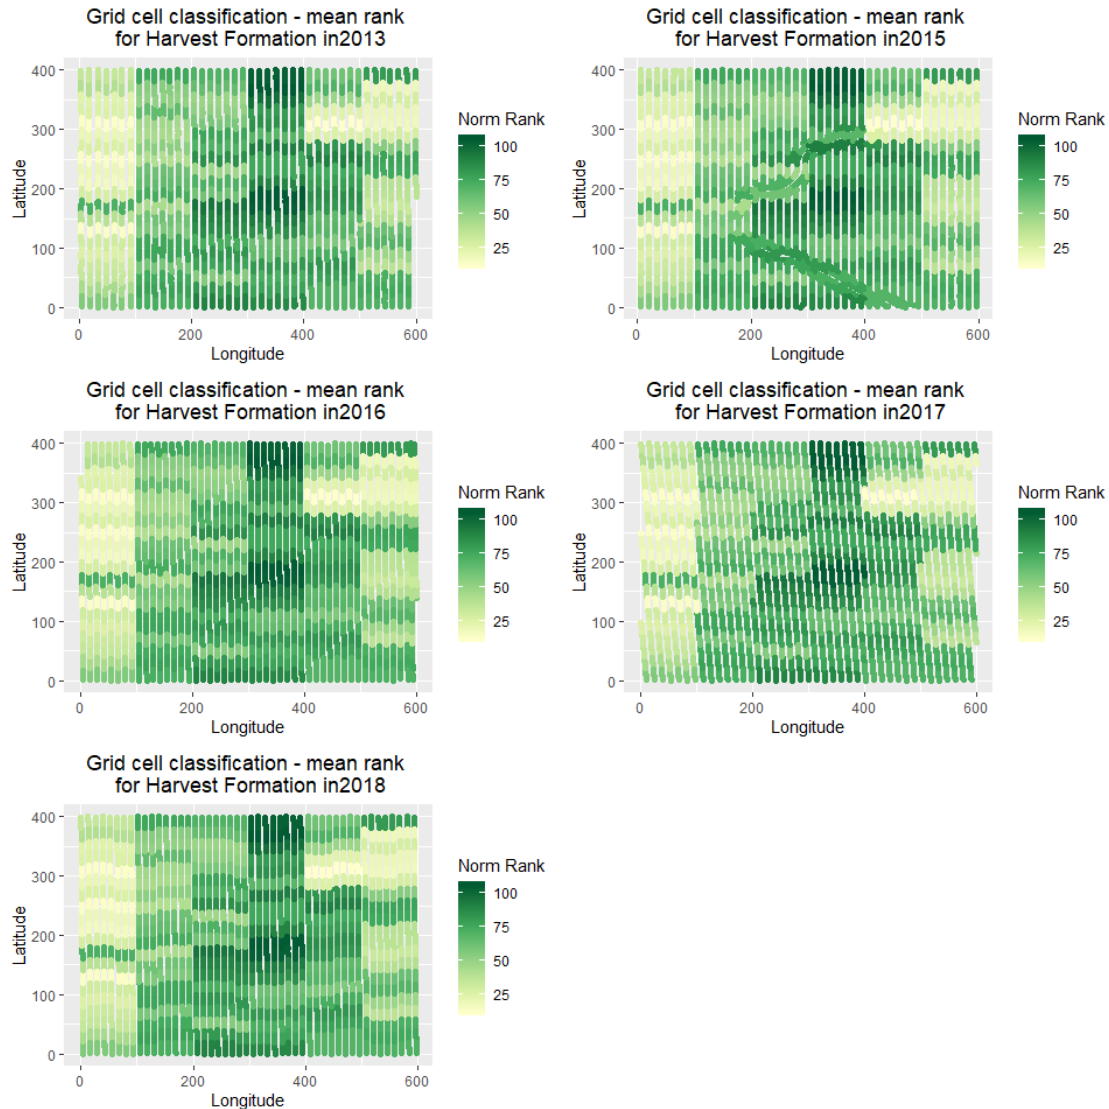 Grid cell classification - mean rank
for Harvest Formation in2013
400
300
200
100
0
Latitude
0
200
400
600
Longitude
Norm Rank
100
75
50
25
Grid cell classification - mean rank
for Harvest Formation in2015
400
300
200
100
0
Latitude
0
200
400
600
Longitude
Norm Rank
100
75
50
25
Grid cell classification - mean rank
for Harvest Formation in2016
400
300
200
100
0
Latitude
0
200
400
600
Longitude
Norm Rank
100
75
50
25
Grid cell classification - mean rank
for Harvest Formation in2017
400
300
200
100
0
Latitude
0
200
400
600
Longitude
Norm Rank
100
75
50
25
Grid cell classification - mean rank
for Harvest Formation in2018
400
300
200
100
0
Latitude
0
200
400
600
Longitude
Norm Rank
100
75
50
25